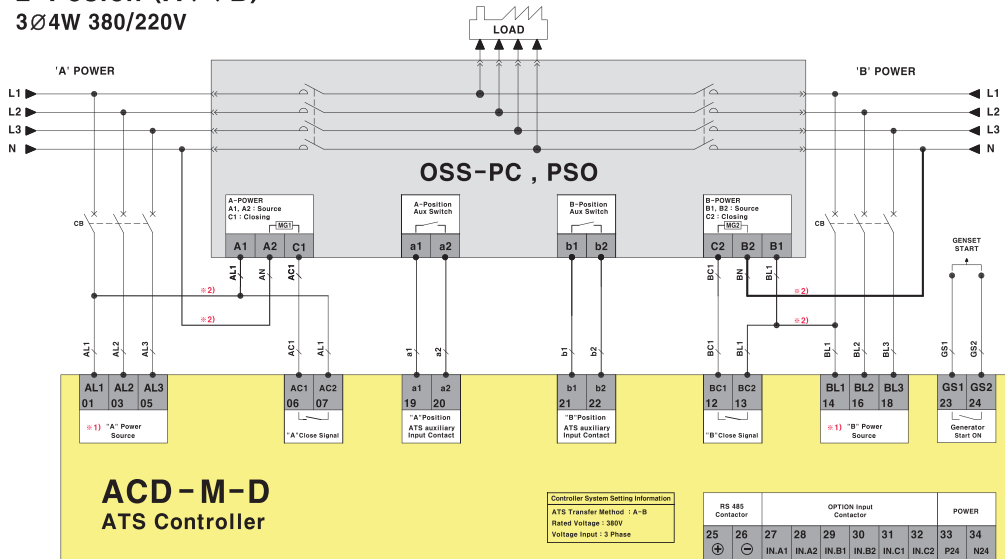 3Ø4W 380/220V
LOAD
'A' POWER
'B' POWER
L1
L1
L2
L2
L3
L3
N
N
OSS-PC , PSO
A-POWER
A1, A2 : Source
C1 : Closing
MG1
A1 A2 C1
A-Position
Aux Switch
a1 a2
B-Position
Aux Switch
b1 b2
B-POWER
B1, B2 : Source
C2 : Closing
MG2
C2 B2 B1
CB
CB
GENSET
START
AL1 AN AC1
BC1 BN BL1
※2)
※2)
※2)
※2)
AL1 AL2 AL3
AC1 AL1
a1 a2
b1 b2
BC1 BL1
BL1 BL2 BL3
GS1 GS2
AL1 AL2 AL3
01 03 05
※1) "A" Power
Source
AC1 AC2
06 07
"A"Close Signal
a1 a2
19 20
"A"Position
ATS auxiliary
Input Contact
b1 b2
21 22
"B"Position
ATS auxiliary
Input Contact
BC1 BC2
12 13
"B"Close Signal
BL1 BL2 BL3
14 16 18
※1) "B" Power
Source
GS1 GS2
23 24
Generator
Start ON
ACD-M-D
ATS Controller
Controller System Setting Information
ATS Transfer Method : A-B
Rated Voltage : 380V
Voltage Input : 3 Phase
RS 485
Contactor
OPTION Input
Contactor
POWER
25 26 27 28 29 30 31 32 33 34
⊕ ⊖ IN.A1 IN.A2 IN.B1 IN.B2 IN.C1 IN.C2 P24 N24